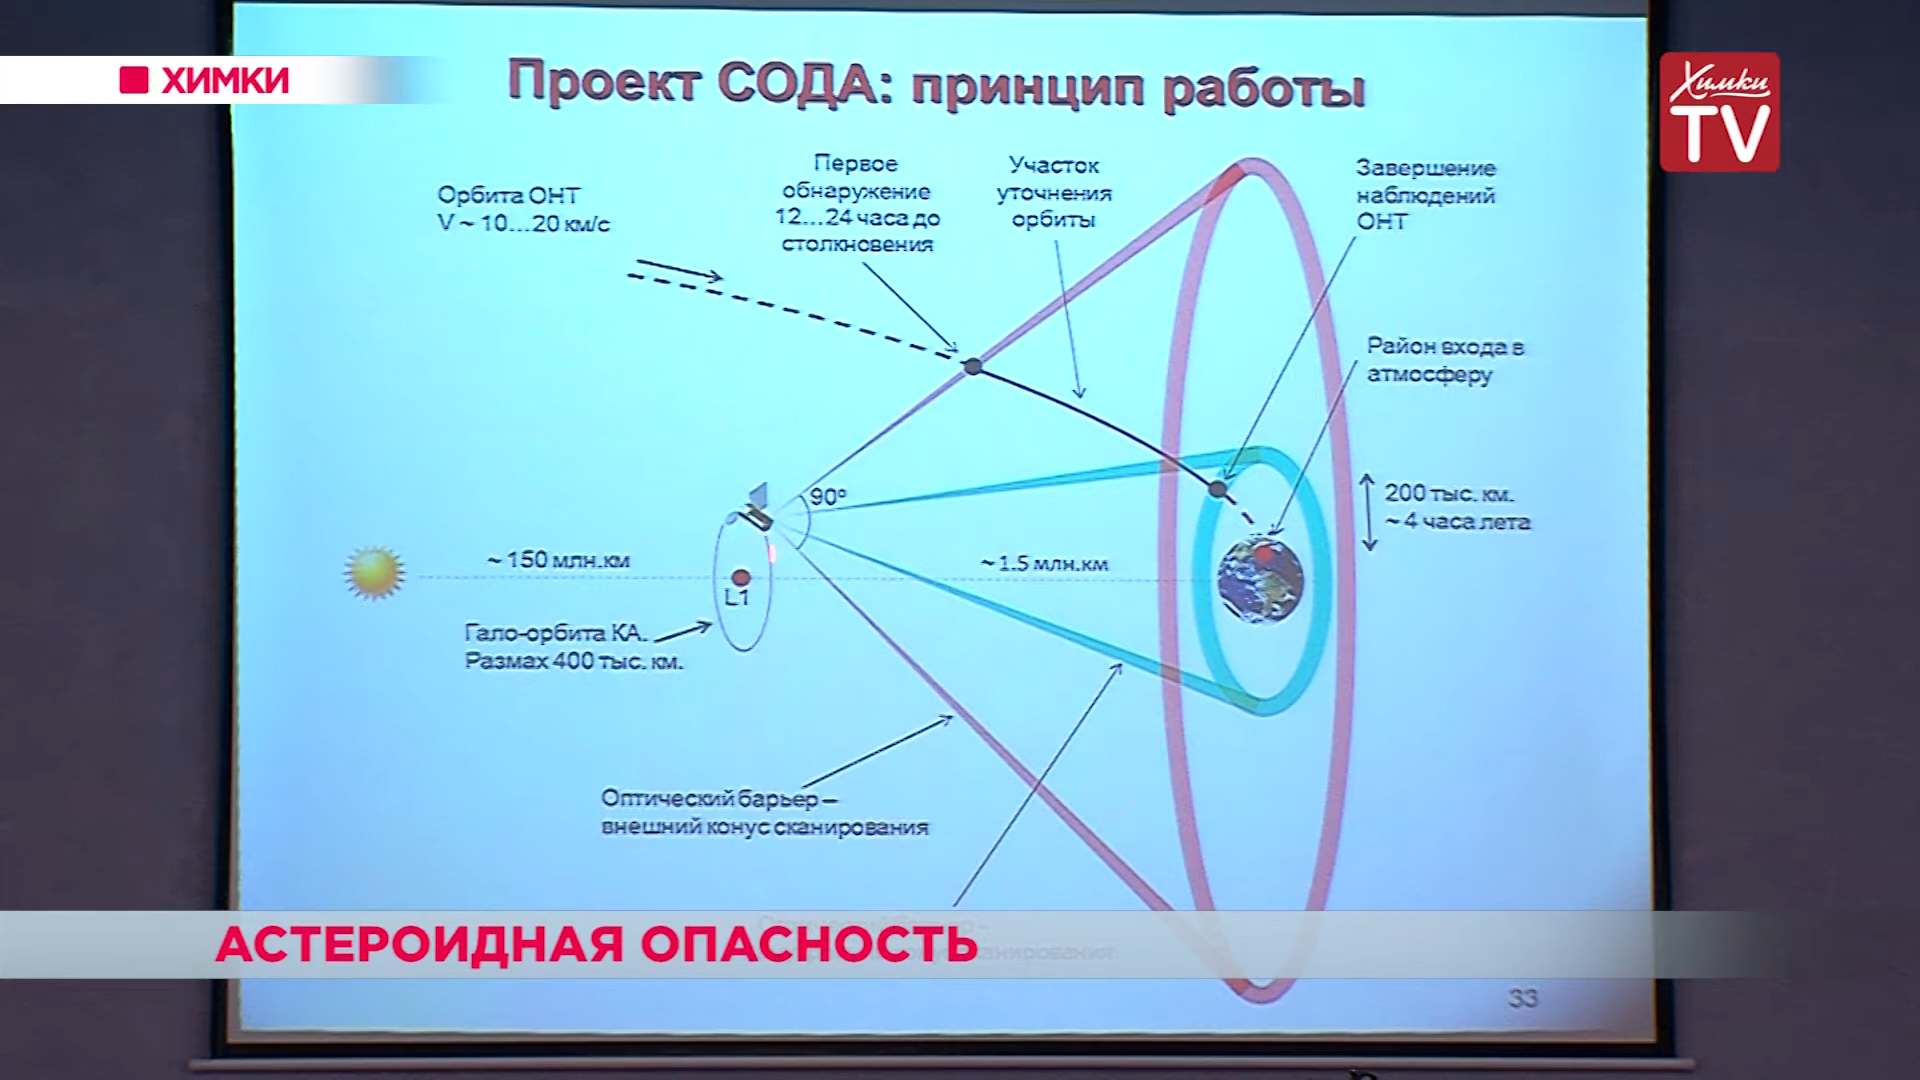 ХИМКИ
Химки
TV
Проект СОДА: принцип работы
Орбита ОНТ
V ~ 10...20 км/с
Первое
обнаружение
12...24 часа до
столкновения
Участок
уточнения
орбиты
Завершение
наблюдений
ОНТ
Район входа в
атмосферу
90º
200 тыс. км.
~ 4 часа лета
~ 150 млн.км
~ 1.5 млн.км
L1
Гало-орбита КА.
Размах 400 тыс. км.
Оптический барьер –
внешний конус сканирования
АСТЕРОИДНАЯ ОПАСНОСТЬ
33